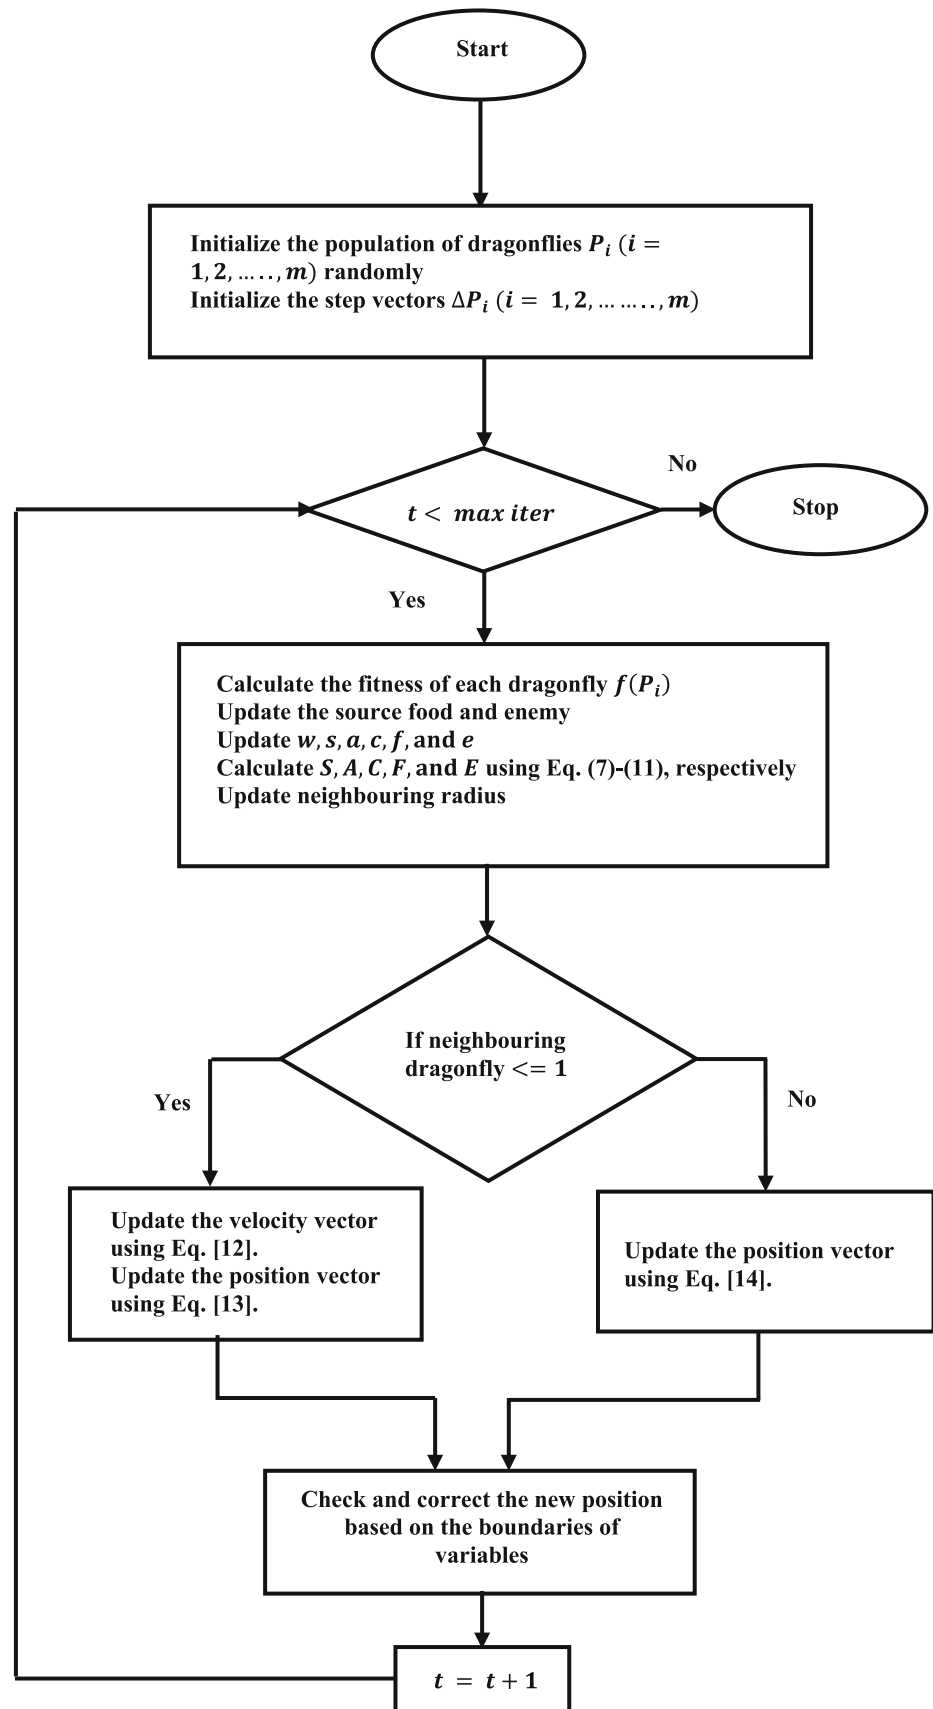 Start
Initialize the population of dragonflies P_i (i =
1, 2, ... .. , m) randomly
Initialize the step vectors ΔP_i (i = 1, 2, ... ... .. , m)
No
t < max iter
Stop
Yes
Calculate the fitness of each dragonfly f(P_i)
Update the source food and enemy
Update w, s, a, c, f, and e
Calculate S, A, C, F, and E using Eq. (7)-(11), respectively
Update neighbouring radius
If neighbouring
dragonfly <= 1
Yes
No
Update the velocity vector
using Eq. [12].
Update the position vector
using Eq. [13].
Update the position vector
using Eq. [14].
Check and correct the new position
based on the boundaries of
variables
t = t + 1